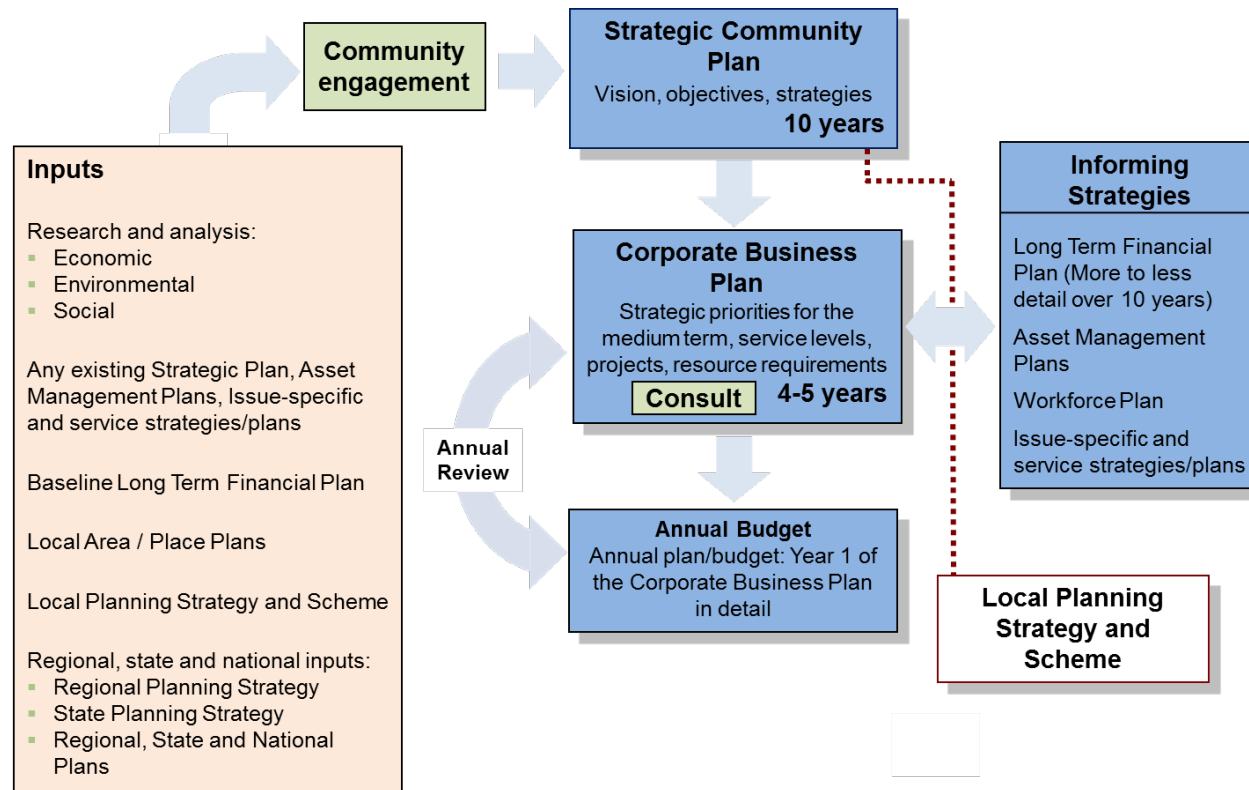 Community
engagement
Strategic Community
Plan
Vision, objectives, strategies
10 years
Inputs
Research and analysis:
Economic
Environmental
Social
Any existing Strategic Plan, Asset
Management Plans, Issue-specific
and service strategies/plans
Baseline Long Term Financial Plan
Local Area / Place Plans
Local Planning Strategy and Scheme
Regional, state and national inputs:
Regional Planning Strategy
State Planning Strategy
Regional, State and National
Plans
Corporate Business
Plan
Strategic priorities for the
medium term, service levels,
projects, resource requirements
Consult 4-5 years
Annual
Review
Annual Budget
Annual plan/budget: Year 1 of
the Corporate Business Plan
in detail
Informing
Strategies
Long Term Financial
Plan (More to less
detail over 10 years)
Asset Management
Plans
Workforce Plan
Issue-specific and
service strategies/plans
Local Planning
Strategy and
Scheme